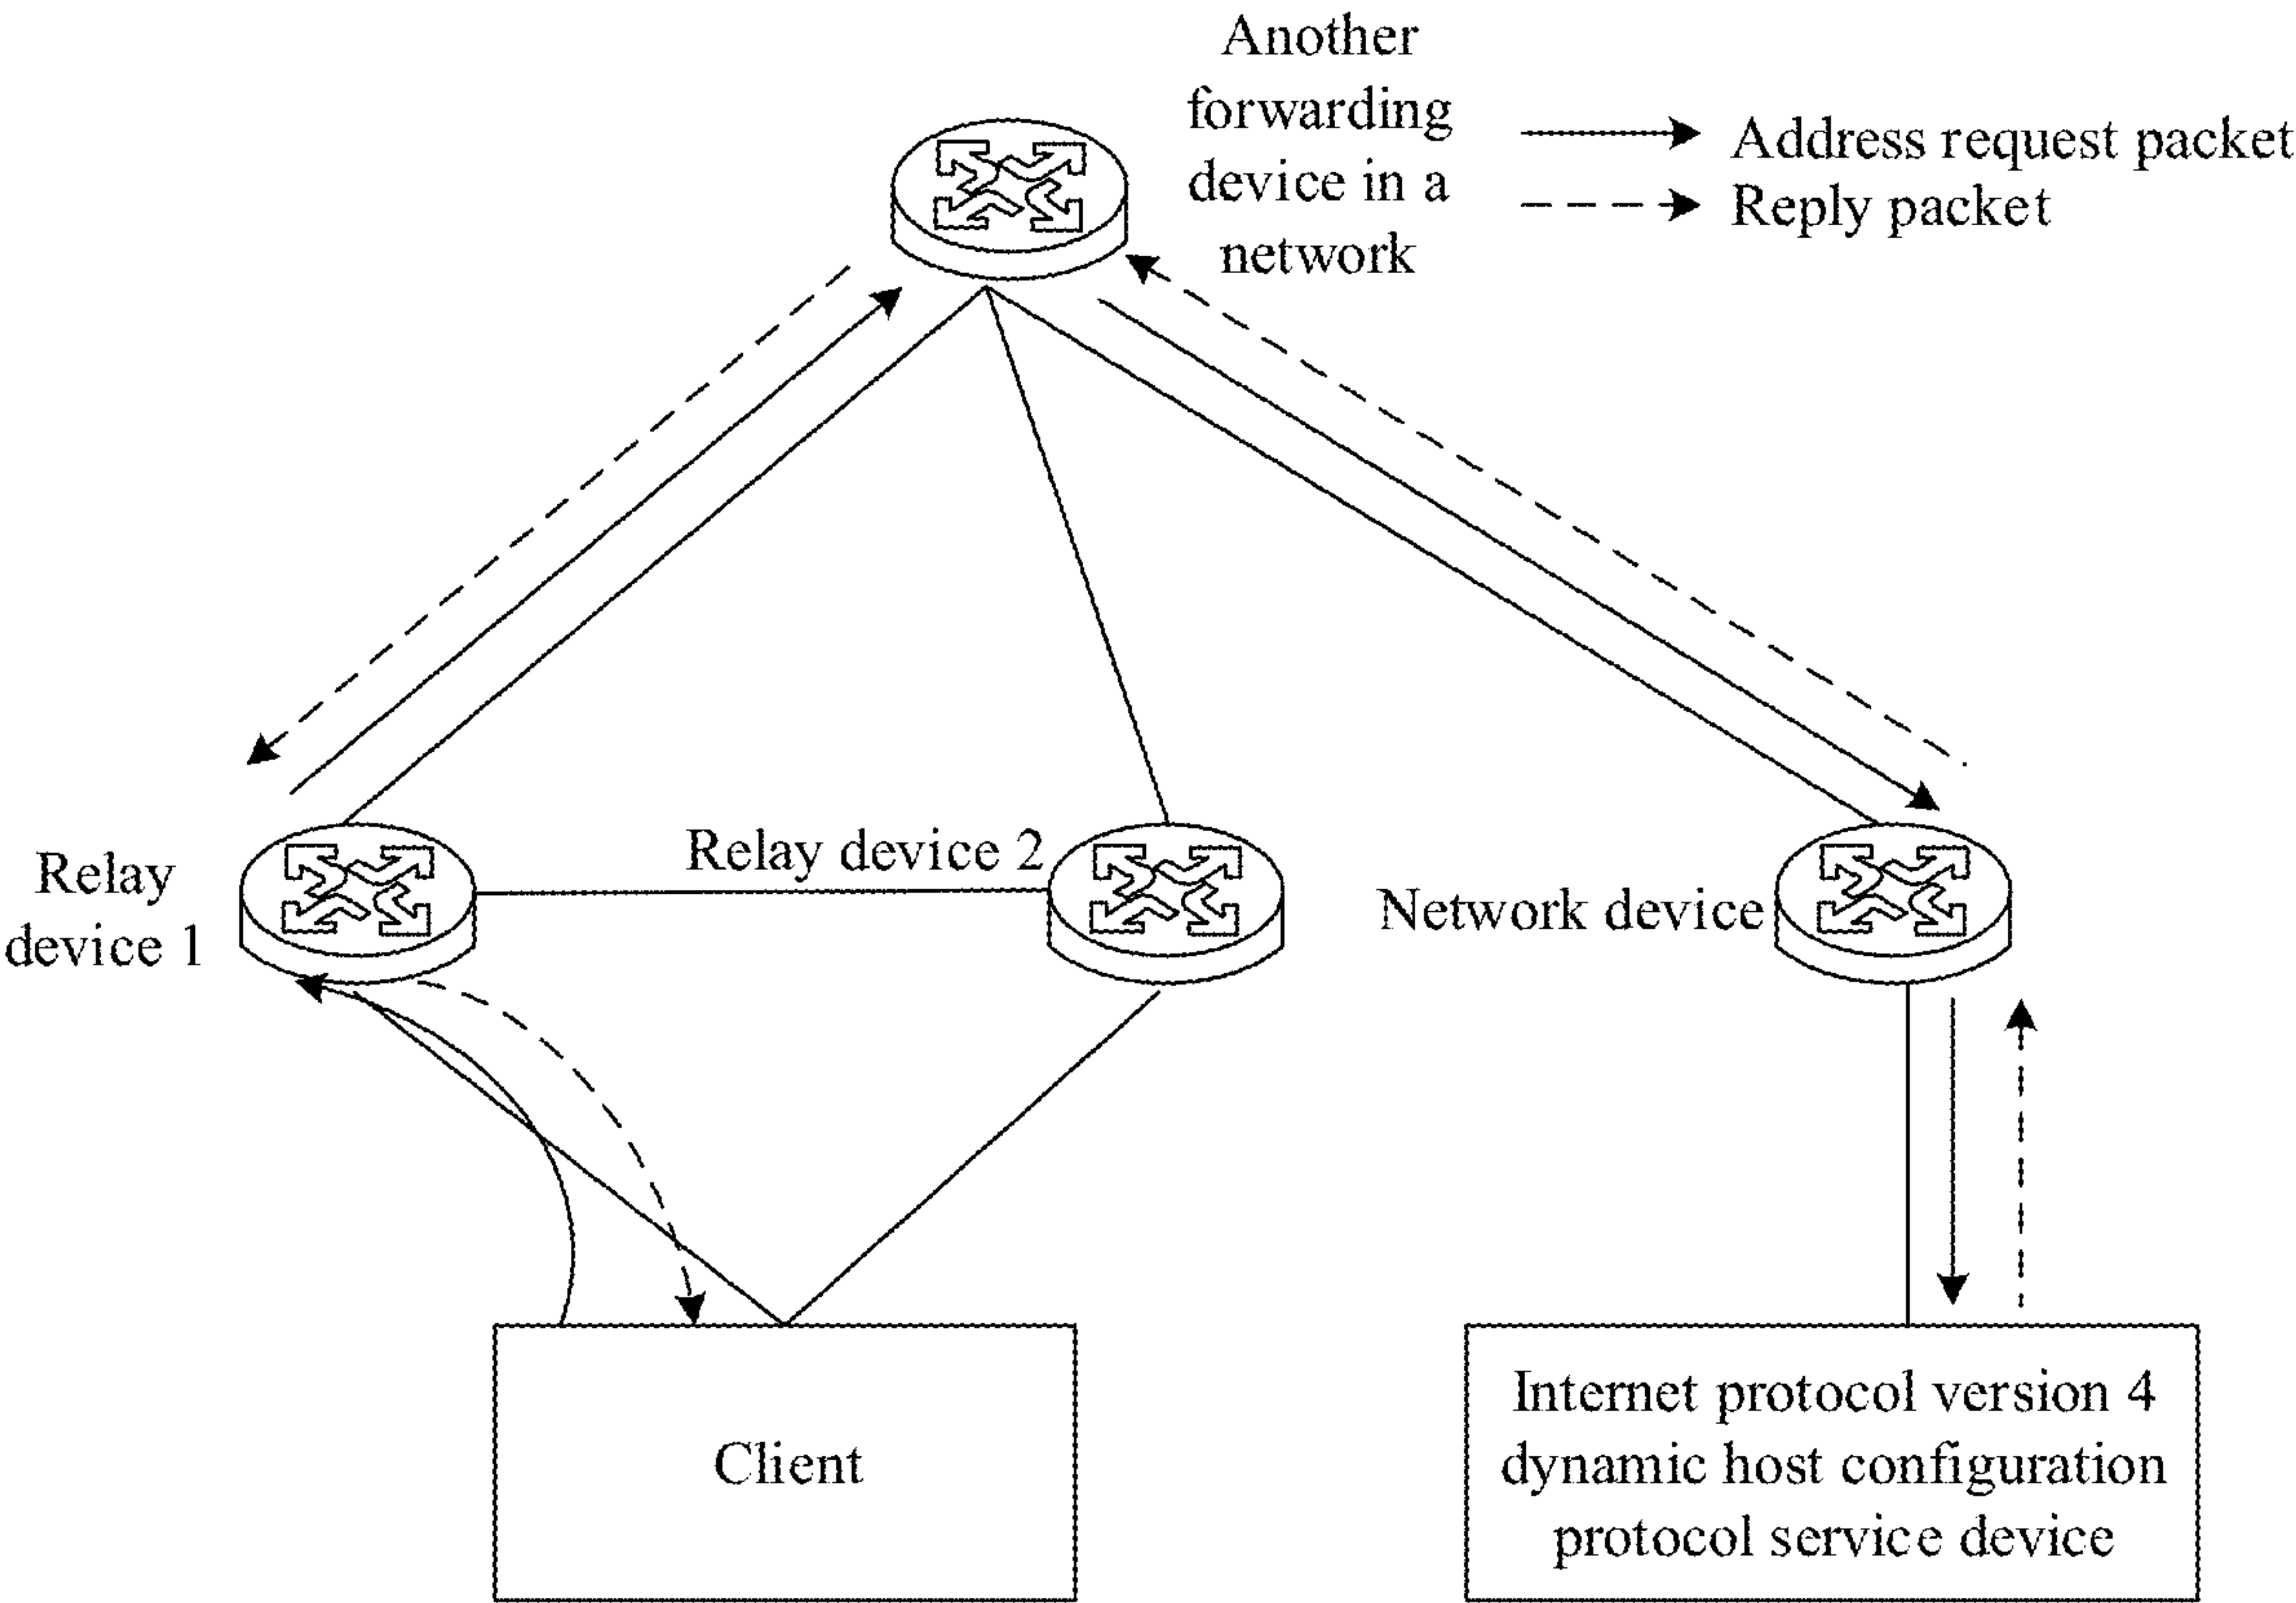 Another
forwarding
device in a
network
Address request packet
Reply packet
Relay
device 1
Relay device 2
Network device
Client
Internet protocol version 4
dynamic host configuration
protocol service device